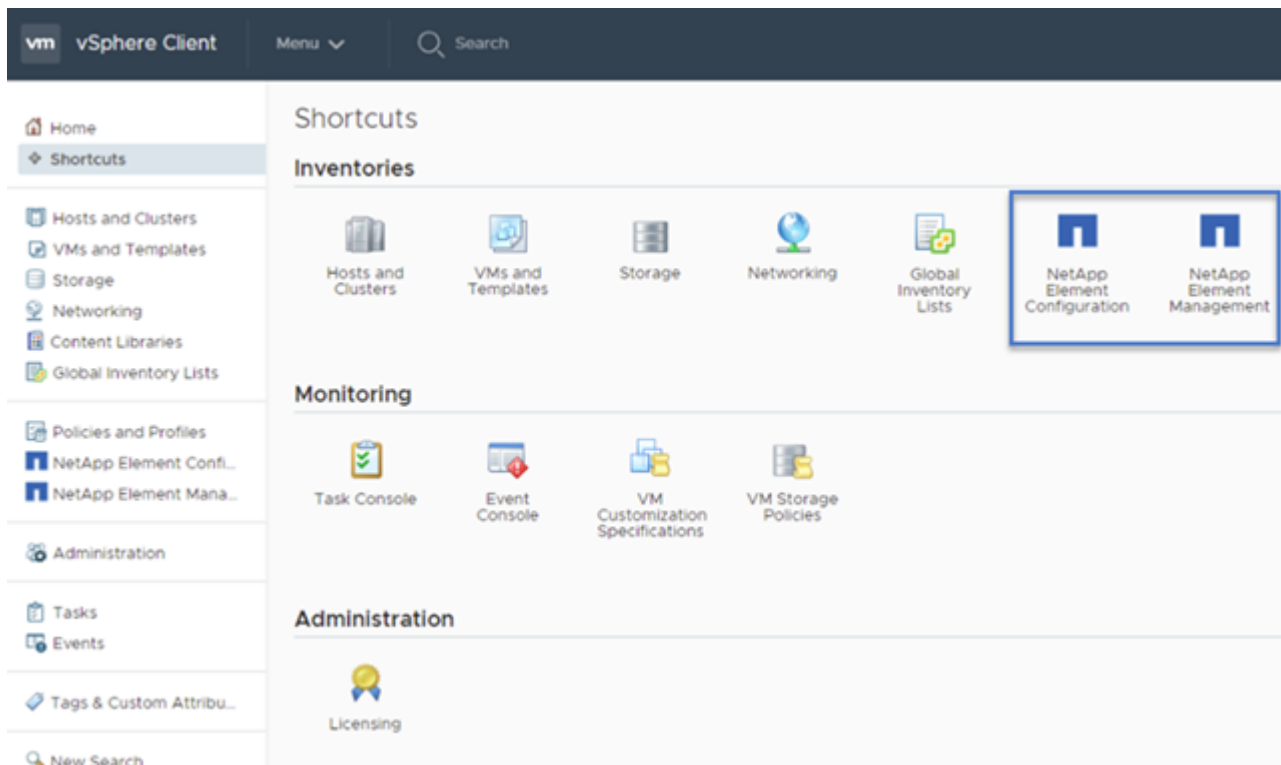 vm vSphere Client Menu Search
Home
Shortcuts
Hosts and Clusters
VMs and Templates
Storage
Networking
Content Libraries
Global Inventory Lists
Policies and Profiles
NetApp Element Confi...
NetApp Element Mana...
Administration
Tasks
Events
Tags & Custom Attribu...
New Search
Shortcuts
Inventories
Hosts and
Clusters
VMs and
Templates
Storage
Networking
Global
Inventory
Lists
NetApp
Element
Configuration
NetApp
Element
Management
Monitoring
Task Console
Event
Console
VM
Customization
Specifications
VM Storage
Policies
Administration
Licensing